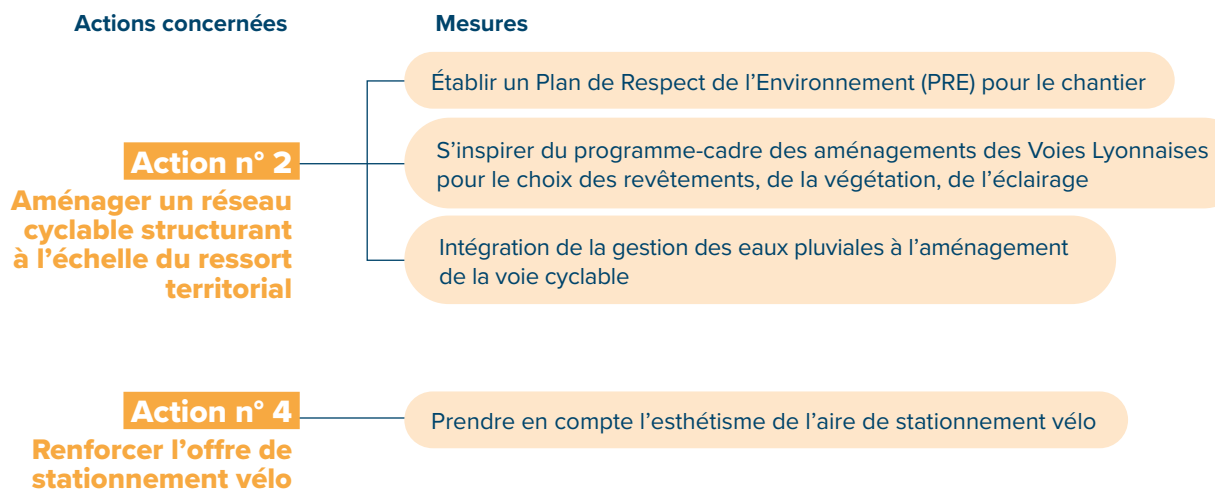 Actions concernées
Mesures
Établir un Plan de Respect de l’Environnement (PRE) pour le chantier
Action n° 2
Aménager un réseau
cyclable structurant
à l’échelle du ressort
territorial
S’inspirer du programme-cadre des aménagements des Voies Lyonnaises
pour le choix des revêtements, de la végétation, de l’éclairage
Intégration de la gestion des eaux pluviales à l’aménagement
de la voie cyclable
Action n° 4
Renforcer l’offre de
stationnement vélo
Prendre en compte l’esthétisme de l’aire de stationnement vélo